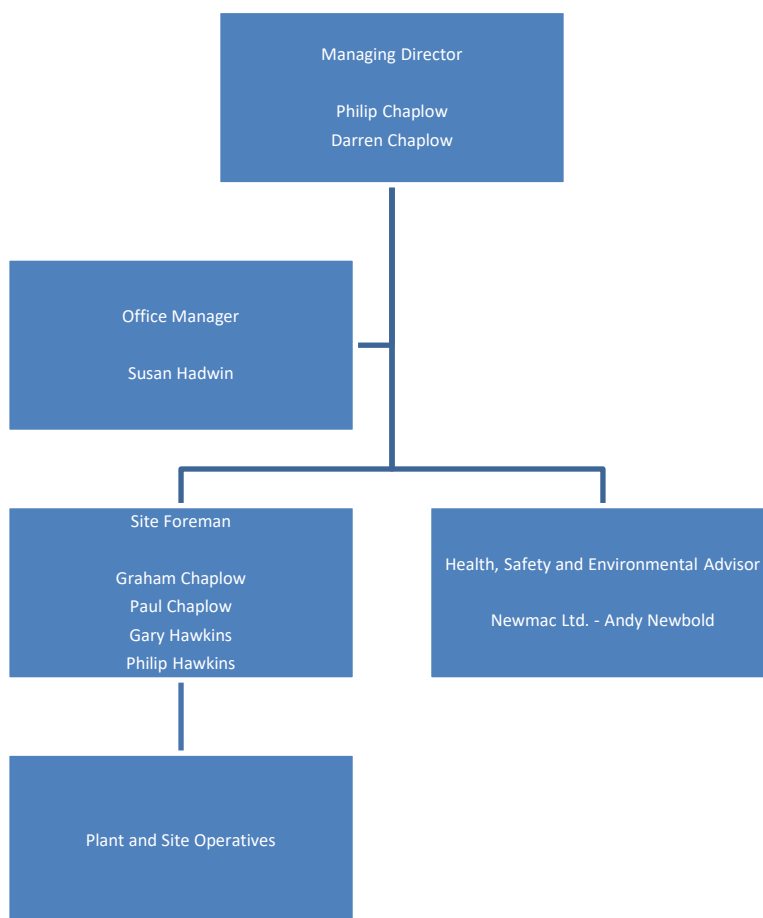 Managing Director
Philip Chaplow
Darren Chaplow
Office Manager
Susan Hadwin
Site Foreman
Graham Chaplow
Paul Chaplow
Gary Hawkins
Philip Hawkins
Health, Safety and Environmental Advisor
Newmac Ltd. - Andy Newbold
Plant and Site Operatives